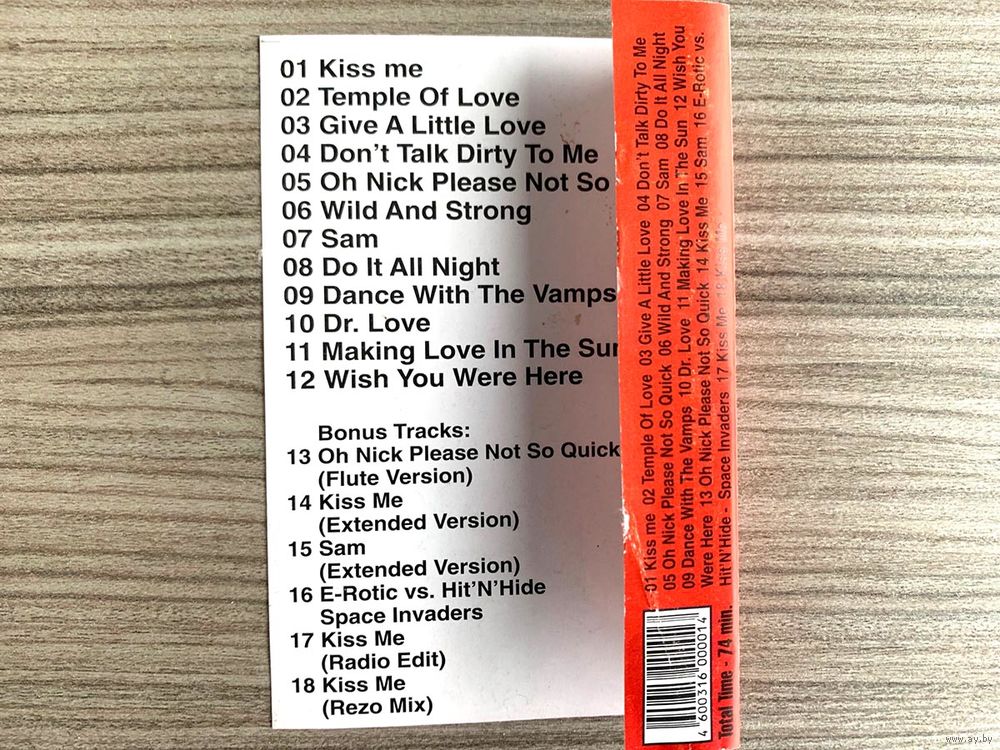 01 Kiss me
02 Temple Of Love
03 Give A Little Love
04 Don't Talk Dirty To Me
05 Oh Nick Please Not So
06 Wild And Strong
07 Sam
08 Do It All Night
09 Dance With The Vamps
10 Dr. Love
11 Making Love In The Sun
12 Wish You Were Here
Bonus Tracks:
13 Oh Nick Please Not So Quick
(Flute Version)
14 Kiss Me
(Extended Version)
15 Sam
(Extended Version)
16 E-Rotic vs. Hit'N'Hide
Space Invaders
17 Kiss Me
(Radio Edit)
18 Kiss Me
(Rezo Mix)
01 Kiss me 02 Temple Of Love 03 Give A Little Love 04 Don't Talk Dirty To Me
05 Oh Nick Please Not So Quick 06 Wild And Strong 07 Sam 08 Do It All Night
09 Dance With The Vamps 10 Dr. Love 11 Making Love In The Sun 12 Wish You
Were Here 13 Oh Nick Please Not So Quick 14 Kiss Me 15 Sam 16 E-Rotic vs.
Hit'N'Hide - Space Invaders 17 Kiss Me 18 Kiss Me
4 600316 000014
Total Time - 74 min.
www.ay.by